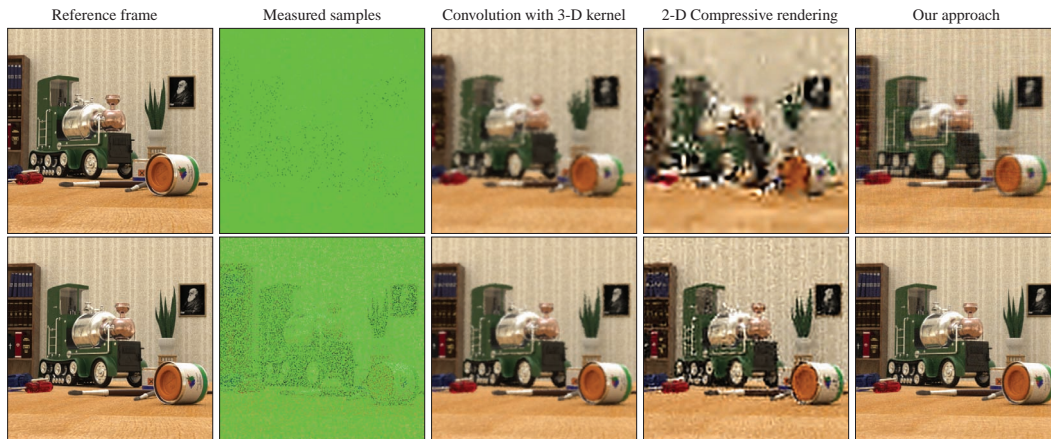 Reference frame
Measured samples
Convolution with 3-D kernel
2-D Compressive rendering
Our approach